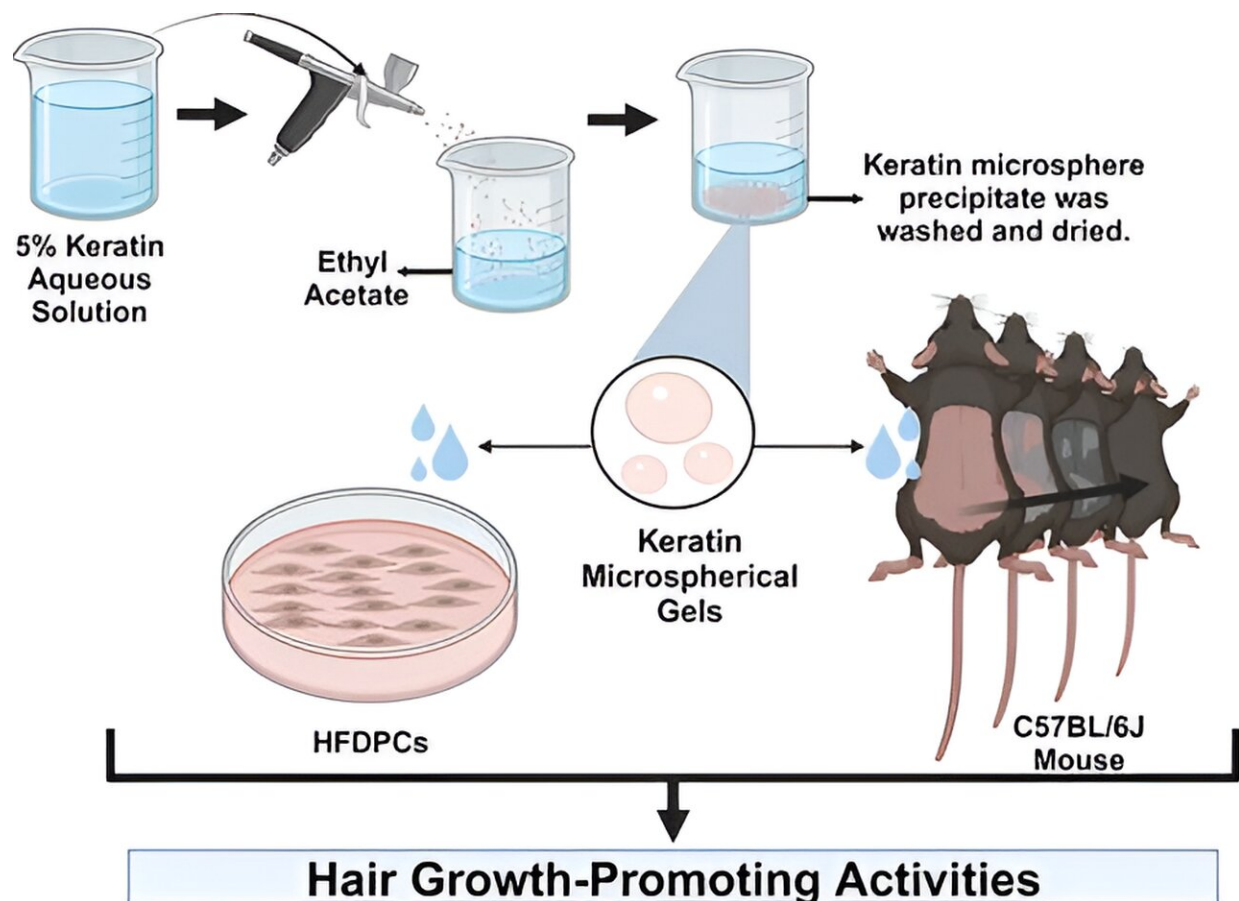 5% Keratin
Aqueous
Solution
Ethyl
Acetate
Keratin microsphere
precipitate was
washed and dried.
Keratin
Microspherical
Gels
HFDPCs
C57BL/6J
Mouse
Hair Growth-Promoting Activities